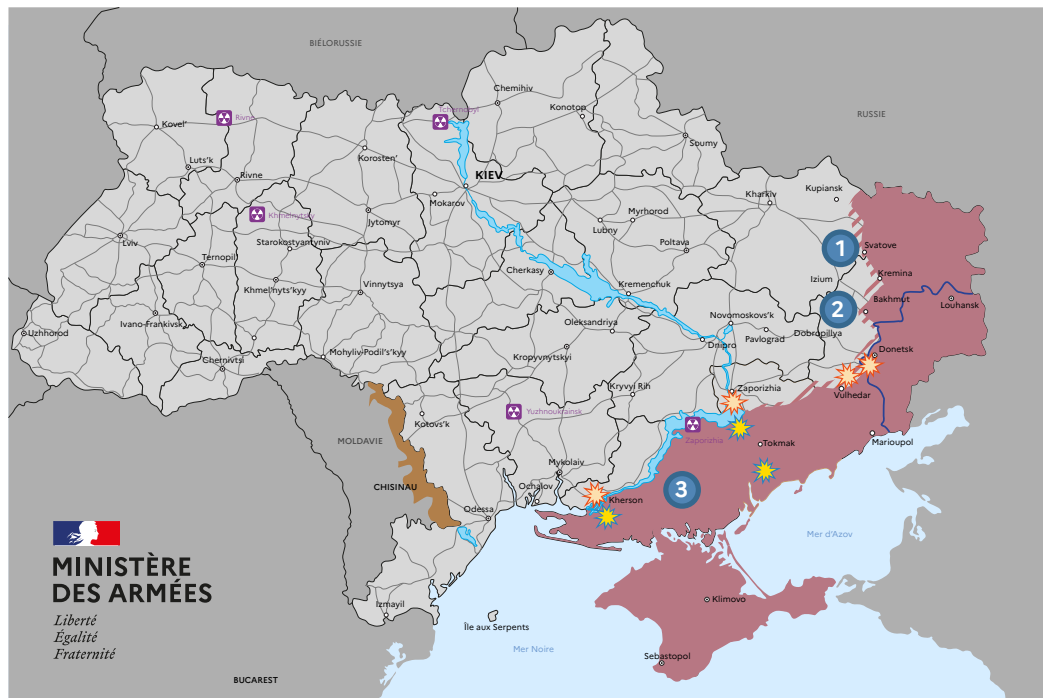 BIÉLORUSSIE
RUSSIE
Chemihiv
Konotop
Tchernobyl
Rivne
Kovel'
Soumy
Korosten'
Luts'k
Rivne
KIEV
Mokarov
Kharkiv
Kupiansk
Khmelnytsky
Jytomyr
Myrhorod
Lubny
Poltava
Lviv
Starokostyantyniv
Ternopil
1
Svatove
Cherkasy
Izium
Kremina
Khmel'nyts'kyy
Vinnytsya
Kremenchuk
Bakhmut
Louhansk
2
Ivano-Frankivsk
Oleksandriya
Novomoskovs'k
Uzhhorod
Pavlograd
Dobropillya
Dnipro
Chernivtsi
Mohyliv-Podil's'kyy
Kropyvnytskyi
Donetsk
Kryvyi Rih
Zaporizhia
Vulhedar
Yuzhnoukrainsk
Kotovs'k
MOLDAVIE
Zaporizhia
Tokmak
Marioupol
Mykolaiv
CHISINAU
Ochalov
3
Kherson
Odessa
Mer d'Azov
MINISTÈRE
DES ARMÉES
Liberté
Égalité
Fraternité
Izmayil
Klimovo
Île aux Serpents
Mer Noire
Sebastopol
BUCAREST